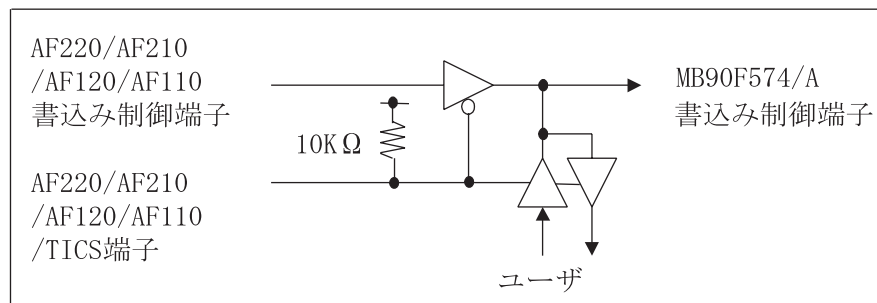 AF220/AF210
/AF120/AF110
書込み制御端子
MB90F574/A
書込み制御端子
10KΩ
AF220/AF210
/AF120/AF110
/TICS端子
ユーザ